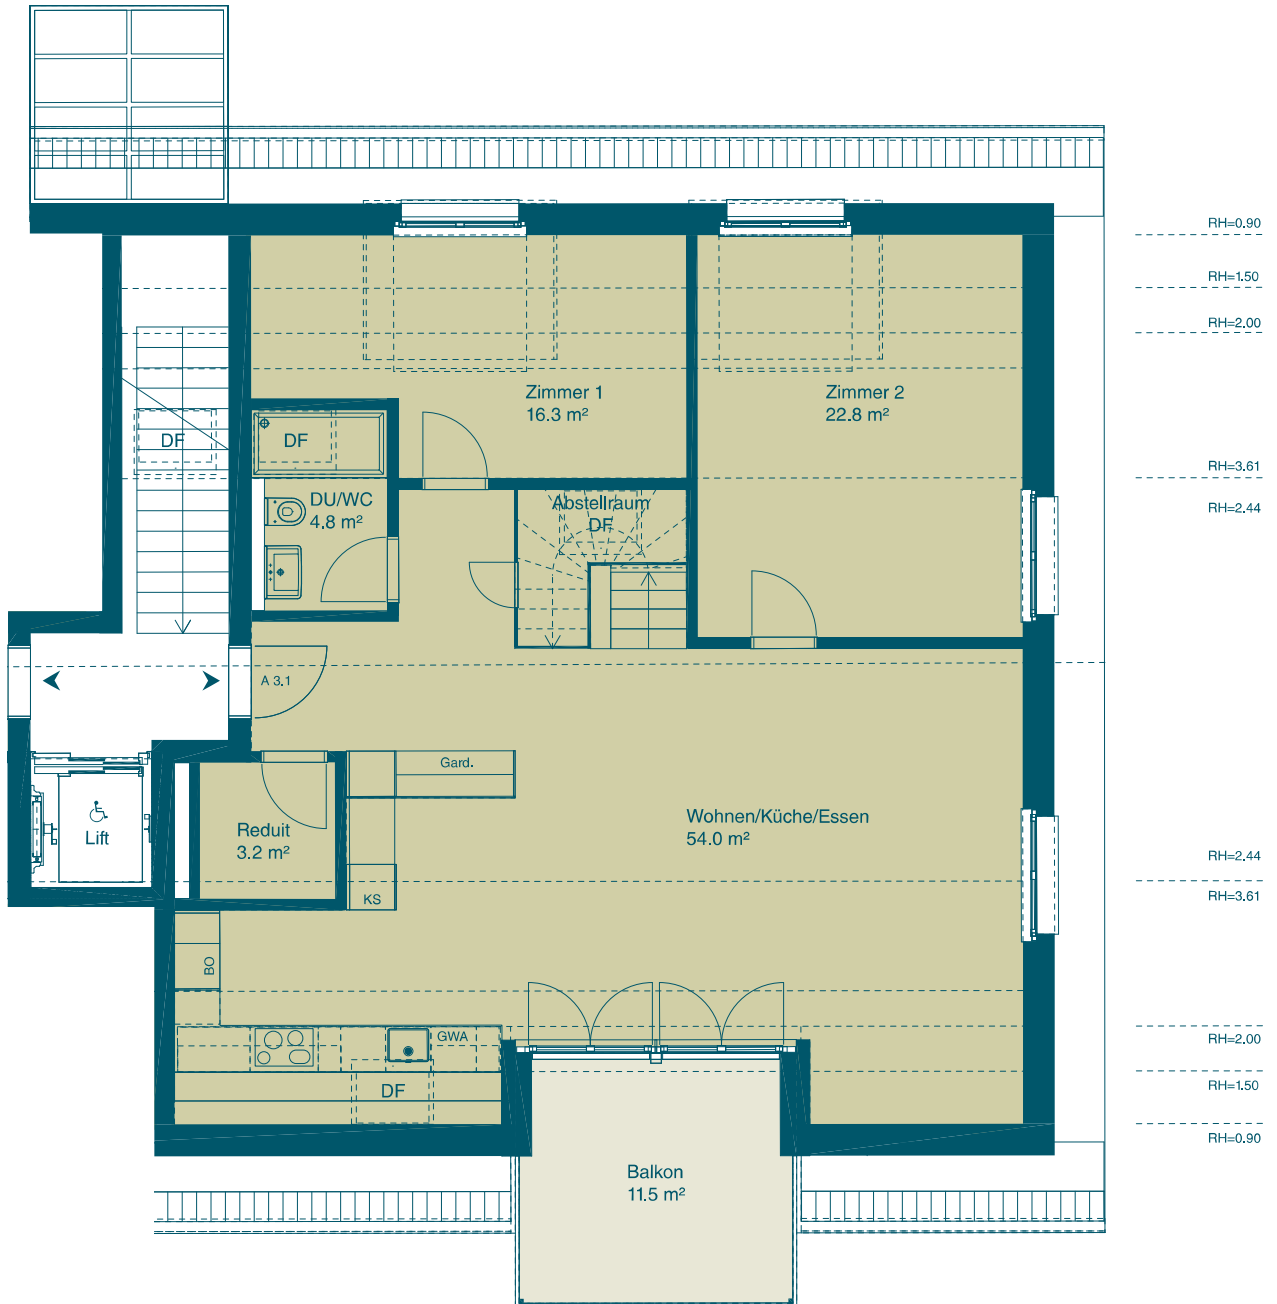 RH=0.90
RH=1.50
RH=2.00
Zimmer 1
16.3 m²
Zimmer 2
22.8 m²
DF
DF
RH=3.61
RH=2.44
DU/WC
4.8 m²
Abstellraum
DF
A 3.1
Gard.
Lift
Reduit
3.2 m²
Wohnen/Küche/Essen
54.0 m²
KS
RH=2.44
RH=3.61
BO
GWA
RH=2.00
DF
RH=1.50
RH=0.90
Balkon
11.5 m²